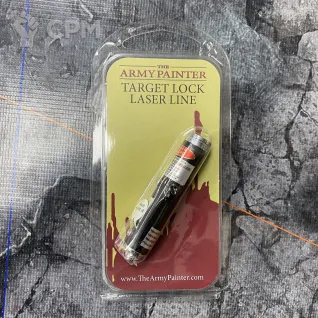 CPM
THE
ARMY PAINTER
TARGET LOCK
LASER LINE
www.TheArmyPainter.com